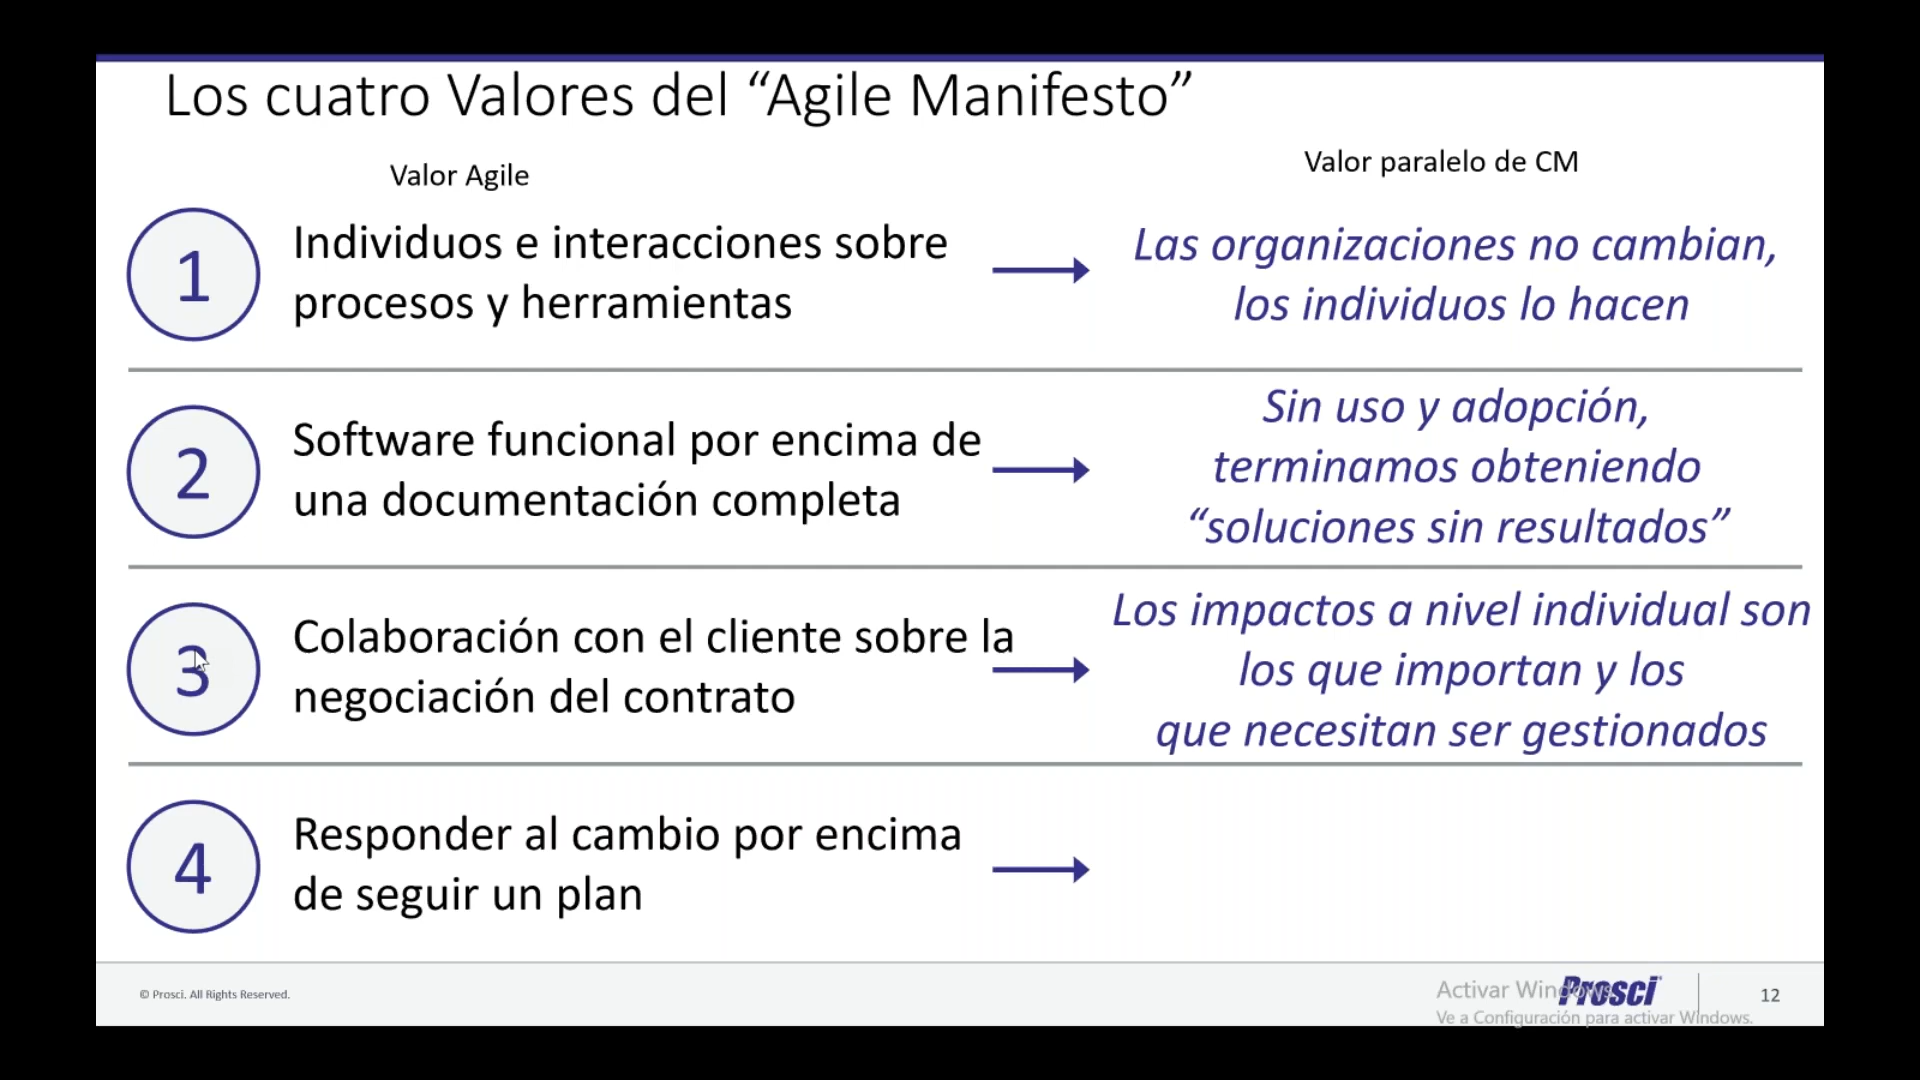 Los cuatro Valores del “Agile Manifesto”
Valor Agile
Valor paralelo de CM
1
Individuos e interacciones sobre
procesos y herramientas
Las organizaciones no cambian,
los individuos lo hacen
2
Software funcional por encima de
una documentación completa
Sin uso y adopción,
terminamos obteniendo
“soluciones sin resultados”
3
Colaboración con el cliente sobre la
negociación del contrato
Los impactos a nivel individual son
los que importan y los
que necesitan ser gestionados
4
Responder al cambio por encima
de seguir un plan
© Prosci. All Rights Reserved.
Activar Windows
Prosci
12
Ve a Configuración para activar Windows.